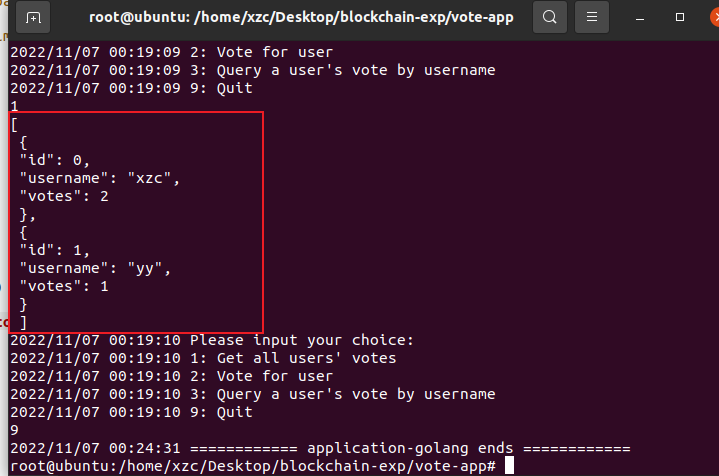 root@ubuntu: /home/xzc/Desktop/blockchain-exp/vote-app
2022/11/07 00:19:09 2: Vote for user
2022/11/07 00:19:09 3: Query a user's vote by username
2022/11/07 00:19:09 9: Quit
1
[
{
"id": 0,
"username": "xzc",
"votes": 2
},
{
"id": 1,
"username": "yy",
"votes": 1
}
]
2022/11/07 00:19:10 Please input your choice:
2022/11/07 00:19:10 1: Get all users' votes
2022/11/07 00:19:10 2: Vote for user
2022/11/07 00:19:10 3: Query a user's vote by username
2022/11/07 00:19:10 9: Quit
9
2022/11/07 00:24:31 ============ application-golang ends ============
root@ubuntu:/home/xzc/Desktop/blockchain-exp/vote-app#